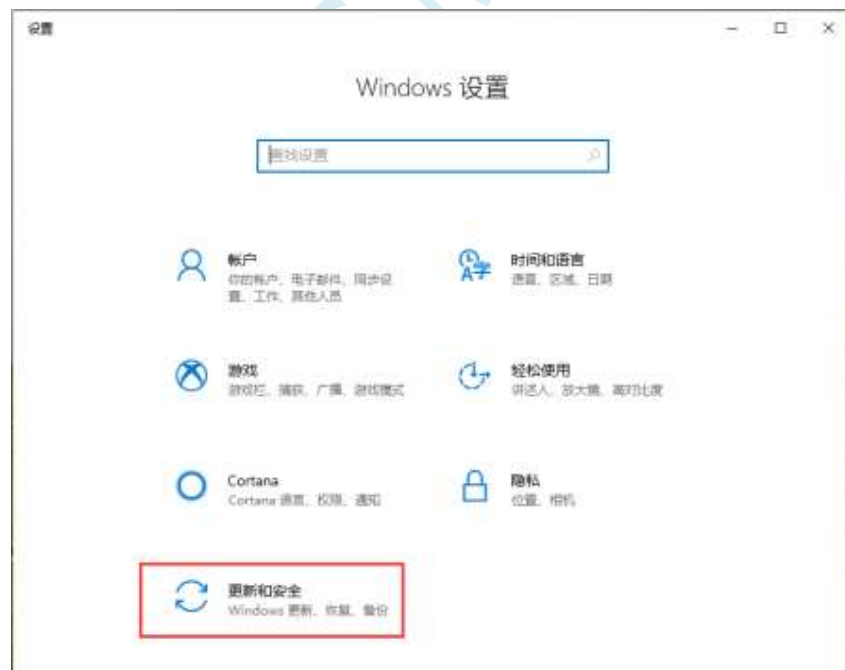 设置
Windows 设置
查找设置
帐户
你的帐户、电子邮件、同步设
置、工作、其他人员
时间和语言
语音、区域、日期
游戏
游戏栏、捕获、广播、游戏模式
轻松使用
讲述人、放大镜、高对比度
Cortana
Cortana 语言、权限、通知
隐私
位置、相机
更新和安全
Windows 更新、恢复、备份